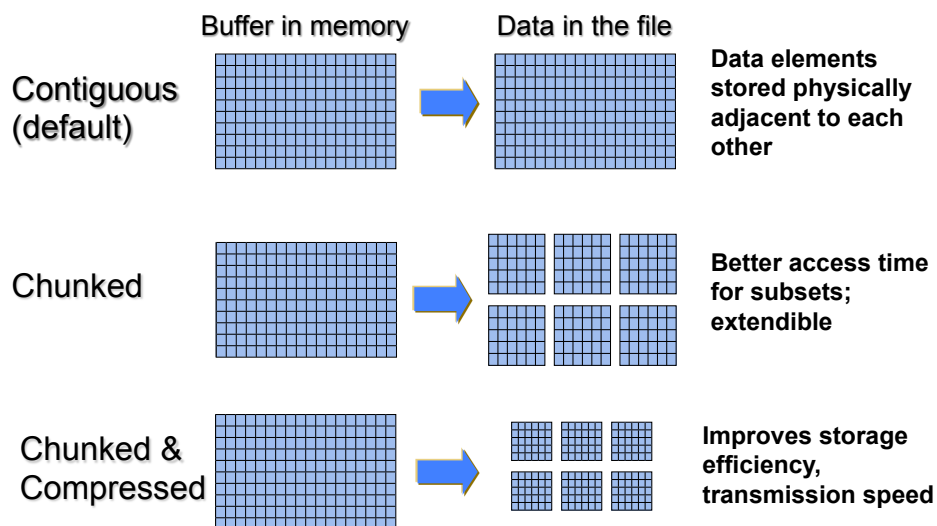 Buffer in memory
Data in the file
Contiguous
(default)
Data elements
stored physically
adjacent to each
other
Chunked
Better access time
for subsets;
extendible
Chunked &
Compressed
Improves storage
efficiency,
transmission speed